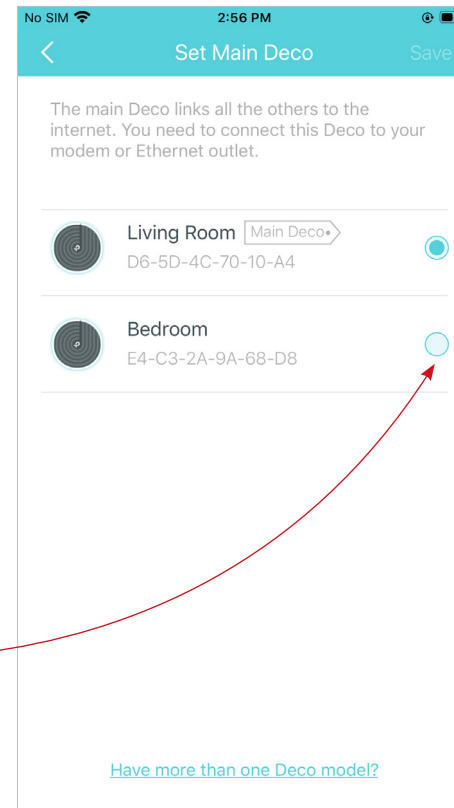 No SIM 2:56 PM
Set Main Deco Save
The main Deco links all the others to the
internet. You need to connect this Deco to your
modem or Ethernet outlet.
Living Room Main Deco
D6-5D-4C-70-10-A4
Bedroom
E4-C3-2A-9A-68-D8
Have more than one Deco model?